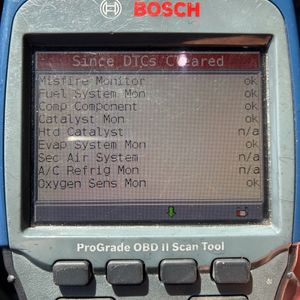 BOSCH
Since DTCs Cleared
Misfire Monitor ok
Fuel System Mon ok
Comp Component ok
Catalyst Mon ok
Htd Catalyst n/a
Evap System Mon ok
Sec Air System n/a
A/C Refrig Mon n/a
Oxygen Sens Mon ok
ProGrade OBD II Scan Tool